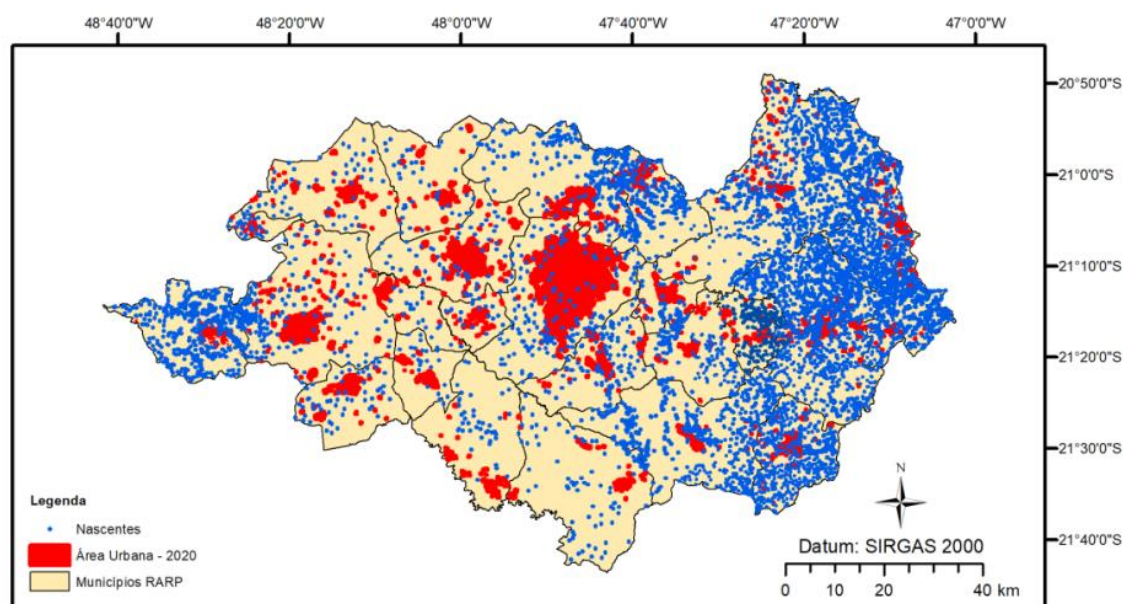 48°40'0"W 48°20'0"W 48°0'0"W 47°40'0"W 47°20'0"W 47°0'0"W
20°50'0"S
21°0'0"S
21°10'0"S
21°20'0"S
21°30'0"S
21°40'0"S
N
Legenda
Nascentes
Área Urbana - 2020
Municípios RARP
Datum: SIRGAS 2000
0 10 20 40 km